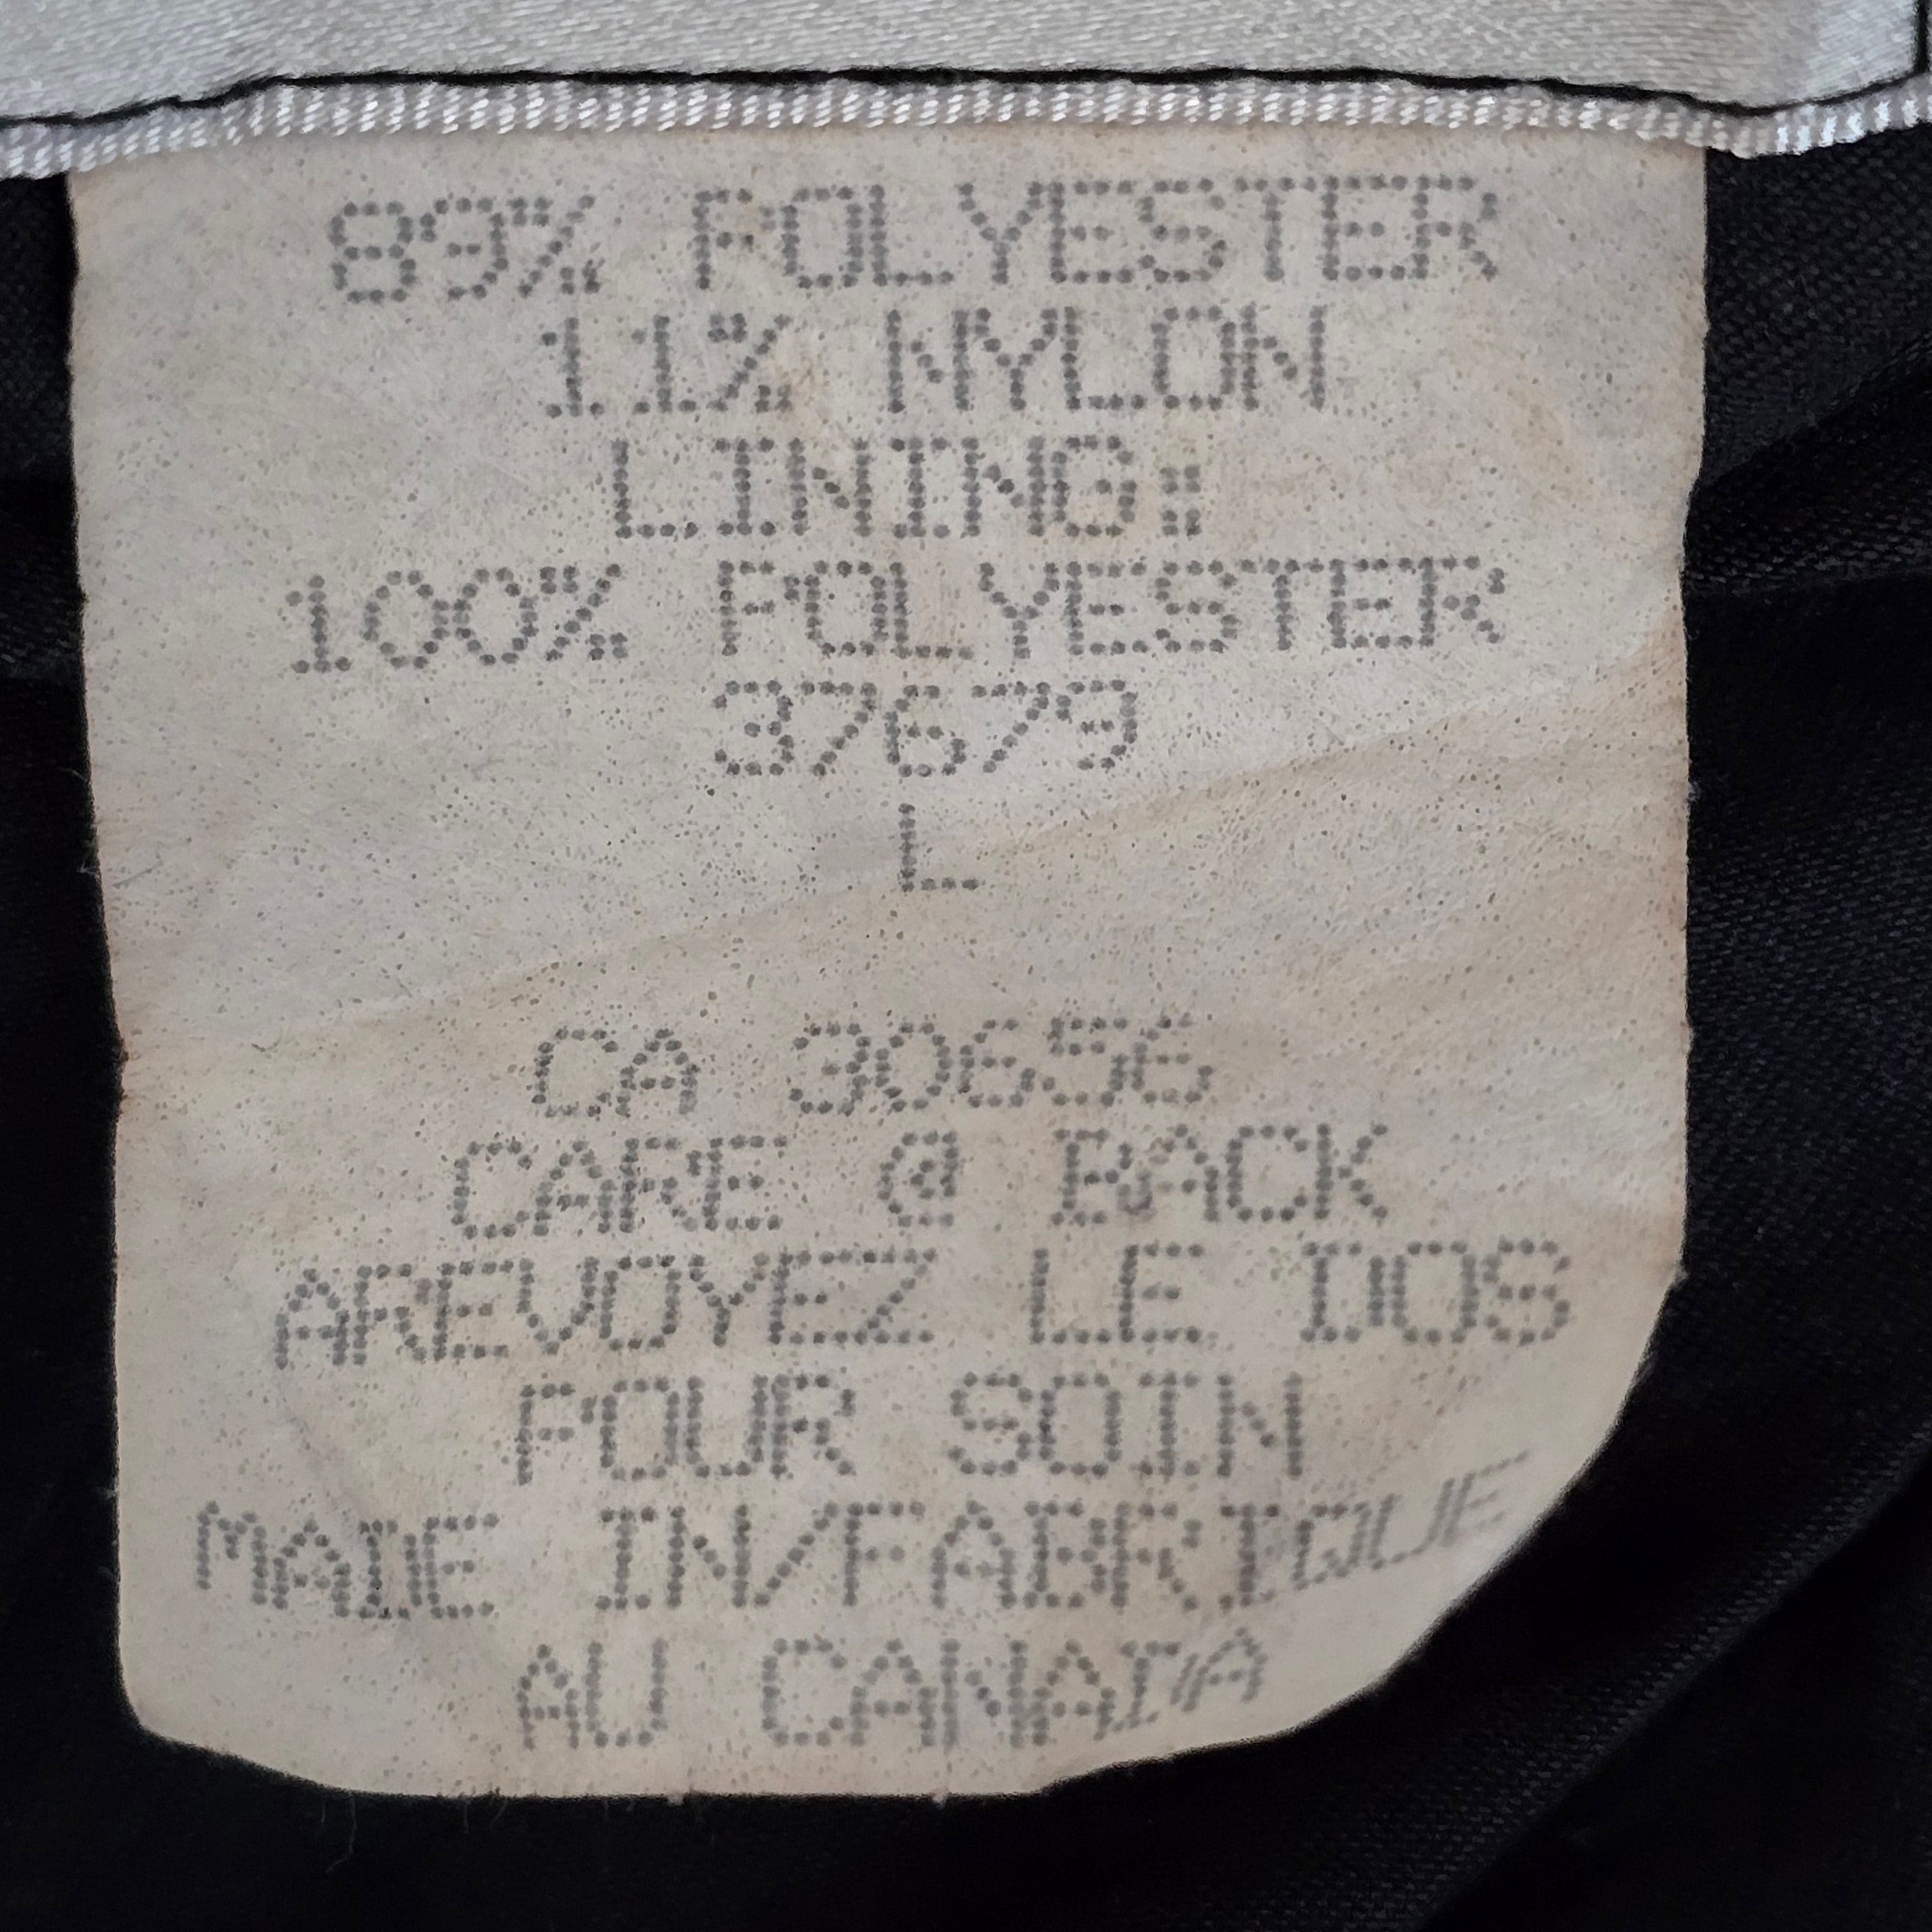 89% POLYESTER
11% NYLON
LINING:
100% POLYESTER
37679
L
CA 30656
CARE @ BACK
AREVOYEZ LE DOS
POUR SOIN
MADE IN/FABRIQUE
AU CANADA